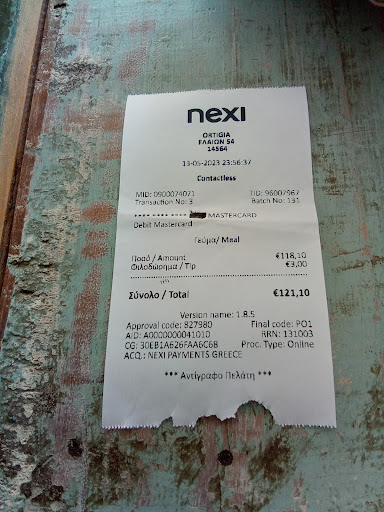 nexi
ORTIGIA
ΕΛΑΙΩΝ 54
14564
13-05-2023 23:56:37
Contactless
MID: 0900074071 TID: 96007967
Transaction No: 3 Batch No: 131
**** **** **** MASTERCARD
Debit Mastercard
Γεύμα/ Meal
Ποσό / Amount €118,10
Φιλοδώρημα / Tip €3,00
Σύνολο / Total €121,10
Version name: 1.8.5
Approval code: 827980 Final code: PO1
AID: A0000000041010 RRN: 131003
CG: 30EB1A626FAA6C68 Proc. Type: Online
ACQ.: NEXI PAYMENTS GREECE
*** Αντίγραφο Πελάτη ***